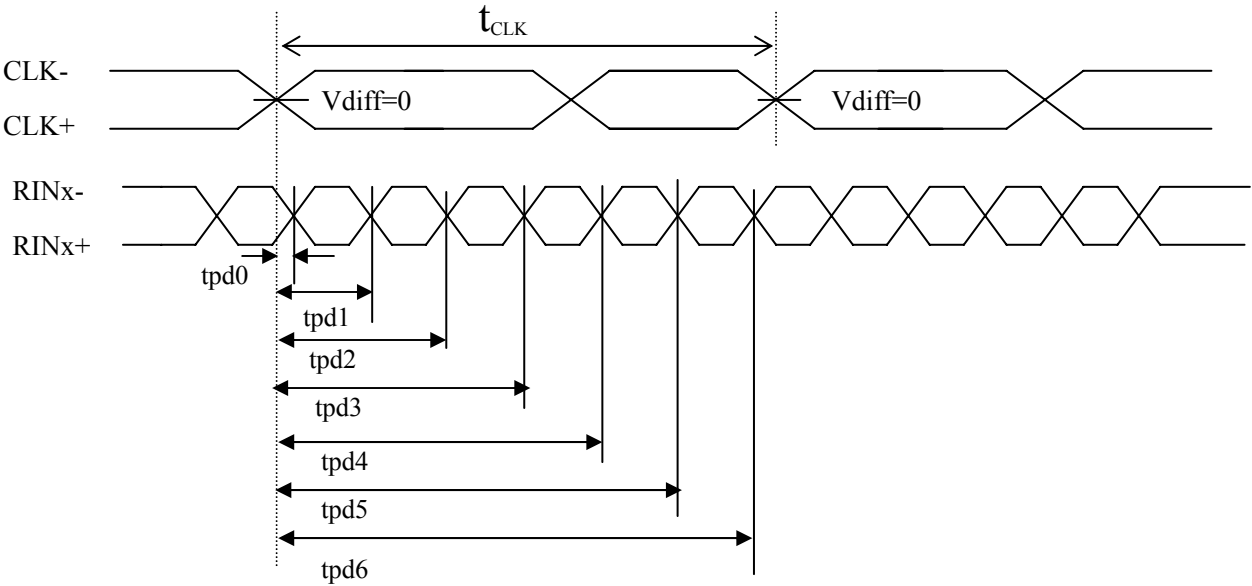 tCLK
CLK-
Vdiff=0
Vdiff=0
CLK+
RINx-
RINx+
tpd0
tpd1
tpd2
tpd3
tpd4
tpd5
tpd6